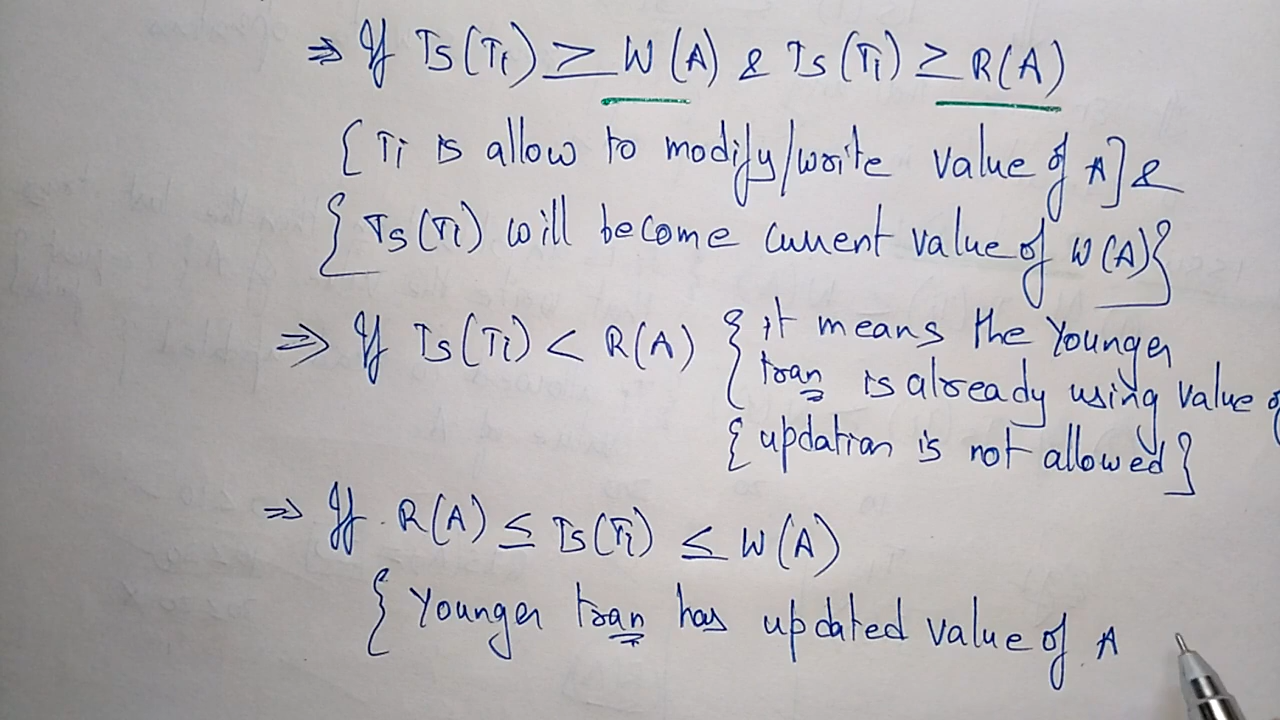 ⇒ If Ts(Ti) ≥ W(A) & Ts(Ti) ≥ R(A)
{Ti is allow to modify/write value of A] &
{Ts(Ti) will become current value of W(A)}
⇒ If Ts(Ti) < R(A) {it means the Younger
tran is already using value of
{updation is not allowed}
⇒ If R(A) ≤ Ts(Ti) ≤ W(A)
{Younger tran has updated value of A